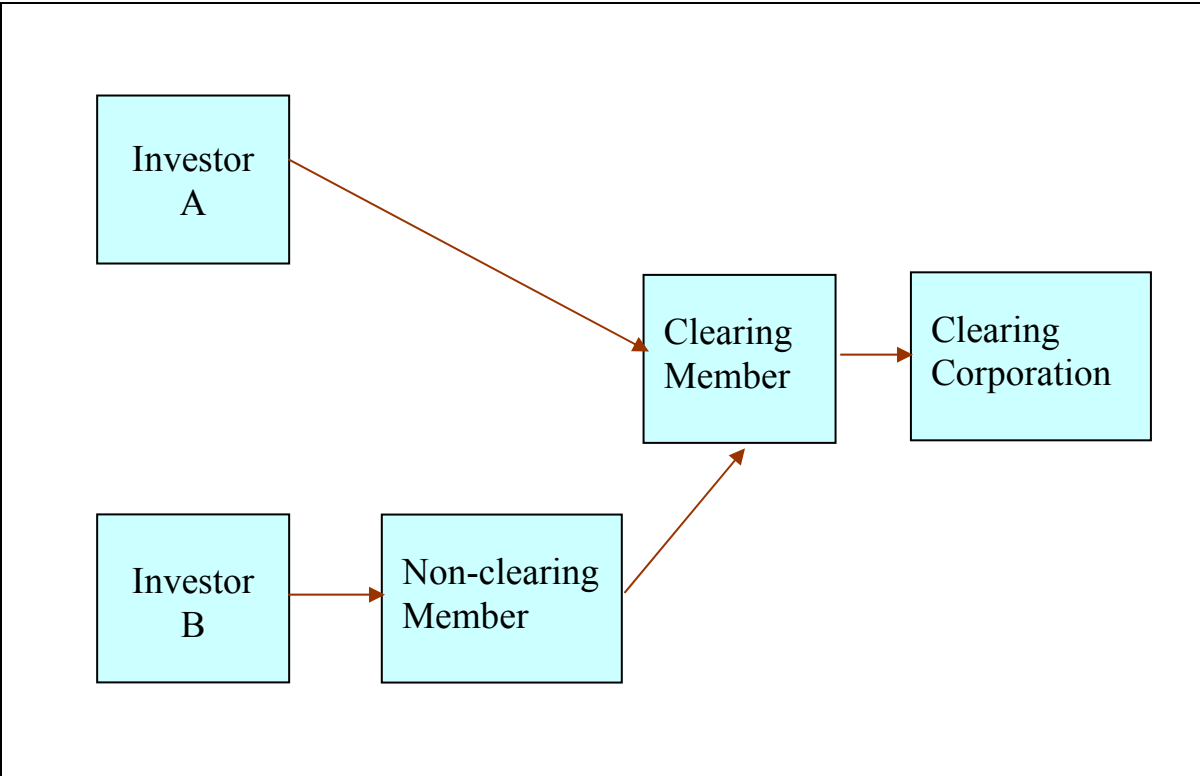 Investor
A
Clearing
Member
Clearing
Corporation
Investor
B
Non-clearing
Member